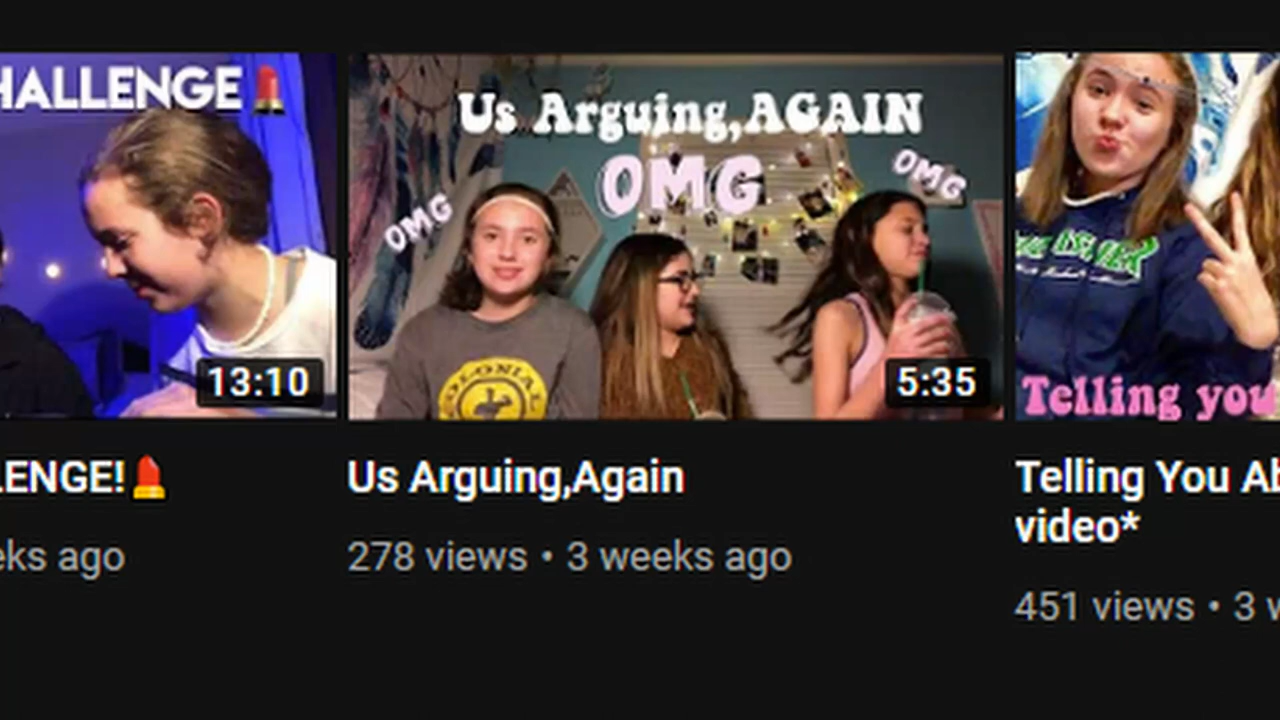 HALLENGE💄
13:10
LENGE!💄
eks ago
Us Arguing,AGAIN
OMG
OMG
OMG
COLONIAL
5:35
Us Arguing,Again
278 views • 3 weeks ago
Telling you
Telling You Ab
video*
451 views • 3 w